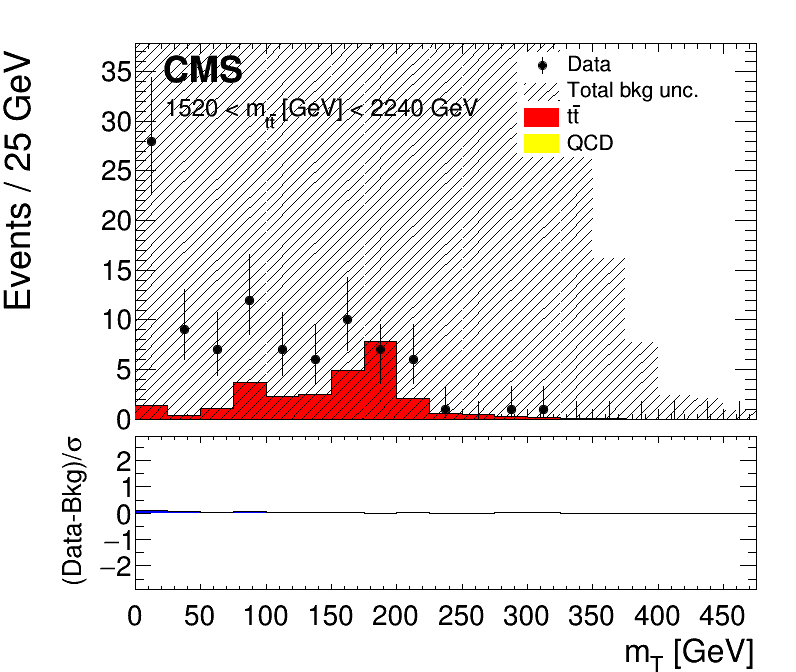 CMS
1520 < m_tt̄ [GeV] < 2240 GeV
Data
Total bkg unc.
tt̄
QCD
Events / 25 GeV
35
30
25
20
15
10
5
0
(Data-Bkg)/σ
2
1
0
−1
−2
0 50 100 150 200 250 300 350 400 450
m_T [GeV]